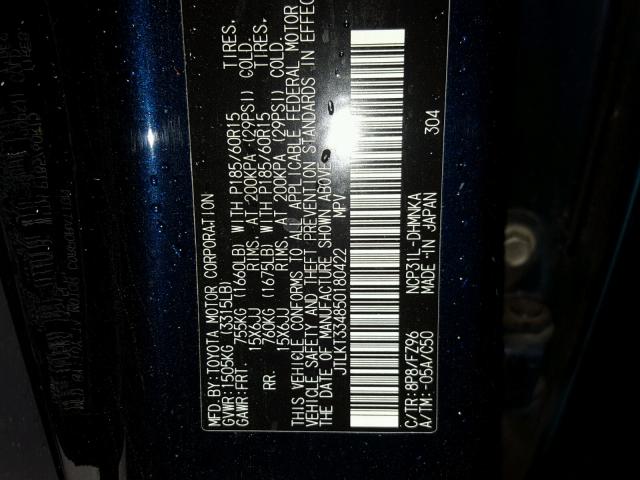 MFD.BY:TOYOTA MOTOR CORPORATION
GVWR:1505KG (3315LB)
GAWR:FRT 755KG (1660LB) WITH P185/60R15 TIRES,
15X6JJ RIMS, AT 200KPA (29PSI) COLD.
RR. 760KG (1675LB) WITH P185/60R15 TIRES,
15X6JJ RIMS, AT 200KPA (29PSI) COLD.
THIS VEHICLE CONFORMS TO ALL APPLICABLE FEDERAL MOTOR
VEHICLE SAFETY AND THEFT PREVENTION STANDARDS IN EFFEC
THE DATE OF MANUFACTURE SHOWN ABOVE.
JTLKT334850180422 MPV
304
C/TR:8P8/FZ96 NCP31L-DHMNKA
A/TM:-05A/C50 MADE IN JAPAN